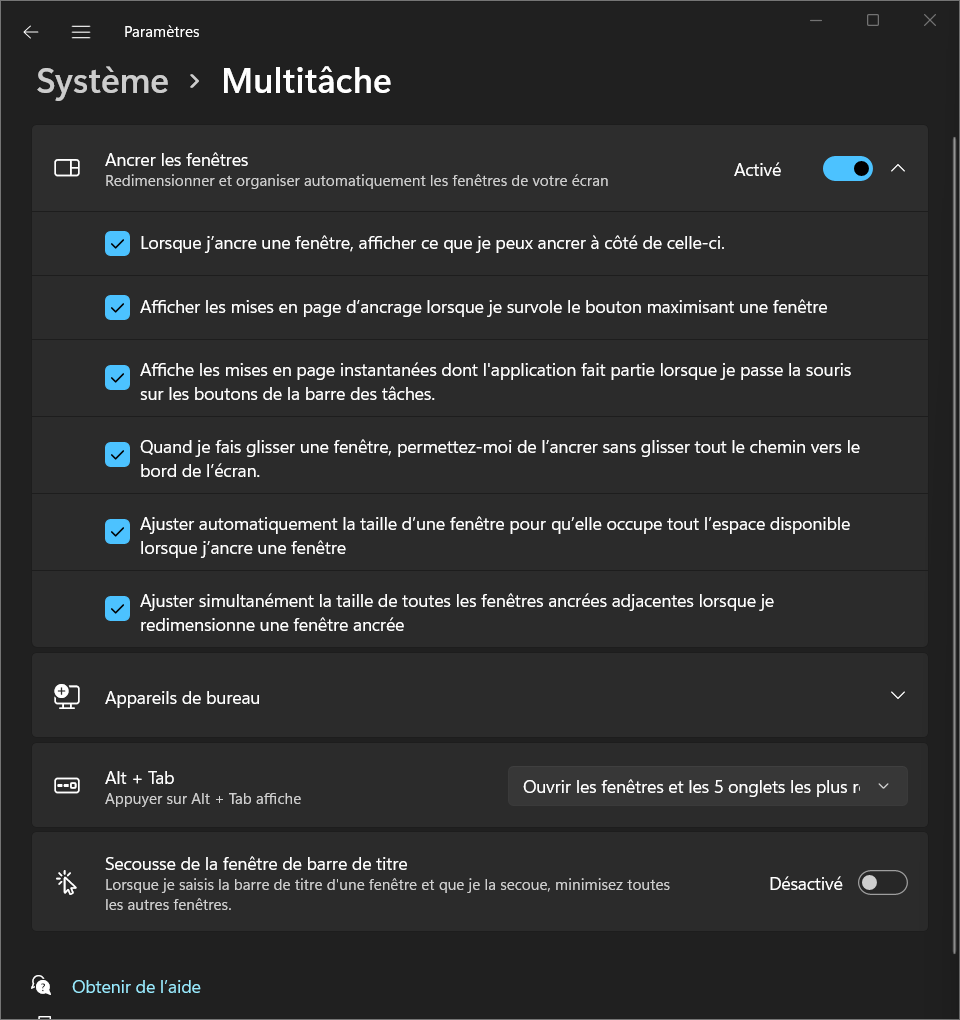 Paramètres
Système > Multitâche
Ancrer les fenêtres
Redimensionner et organiser automatiquement les fenêtres de votre écran
Activé
Lorsque j’ancre une fenêtre, afficher ce que je peux ancrer à côté de celle-ci.
Afficher les mises en page d’ancrage lorsque je survole le bouton maximisant une fenêtre
Affiche les mises en page instantanées dont l'application fait partie lorsque je passe la souris
sur les boutons de la barre des tâches.
Quand je fais glisser une fenêtre, permettez-moi de l’ancrer sans glisser tout le chemin vers le
bord de l’écran.
Ajuster automatiquement la taille d’une fenêtre pour qu’elle occupe tout l’espace disponible
lorsque j’ancre une fenêtre
Ajuster simultanément la taille de toutes les fenêtres ancrées adjacentes lorsque je
redimensionne une fenêtre ancrée
Appareils de bureau
Alt + Tab
Appuyer sur Alt + Tab affiche
Ouvrir les fenêtres et les 5 onglets les plus
Secousse de la fenêtre de barre de titre
Lorsque je saisis la barre de titre d'une fenêtre et que je la secoue, minimisez toutes
les autres fenêtres.
Désactivé
Obtenir de l’aide